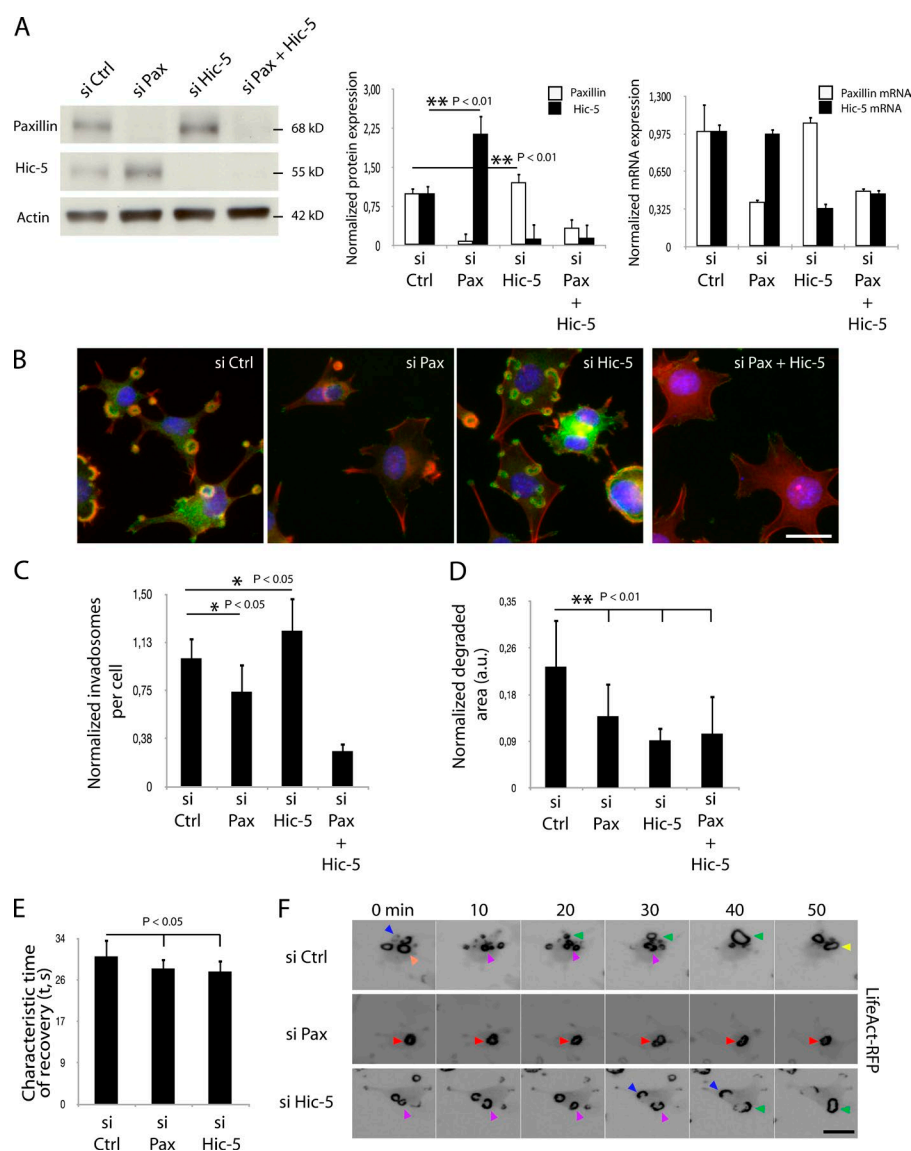 A
si Ctrl
si Pax
si Hic-5
si Pax + Hic-5
Paxillin
68 kD
Hic-5
55 kD
Actin
42 kD
Normalized protein expression
3,00
2,25
1,50
0,75
0
** P < 0.01
** P < 0.01
Paxillin
Hic-5
si
Ctrl
si
Pax
si
Hic-5
si
Pax
+
Hic-5
Normalized mRNA expression
1,300
0,975
0,650
0,325
0
Paxillin mRNA
Hic-5 mRNA
si
Ctrl
si
Pax
si
Hic-5
si
Pax
+
Hic-5
B
si Ctrl
si Pax
si Hic-5
si Pax + Hic-5
C
Normalized invadosomes
per cell
1,50
1,13
0,75
0,38
0
* P < 0.05
* P < 0.05
si
Ctrl
si
Pax
si
Hic-5
si
Pax
+
Hic-5
D
Normalized degraded
area (a.u.)
0,35
0,26
0,18
0,09
0
** P < 0.01
si
Ctrl
si
Pax
si
Hic-5
si
Pax
+
Hic-5
E
Characteristic time
of recovery (t, s)
34
26
17
9
0
P < 0.05
si
Ctrl
si
Pax
si
Hic-5
F
0 min 10 20 30 40 50
si Ctrl
si Pax
si Hic-5
LifeAct-RFP